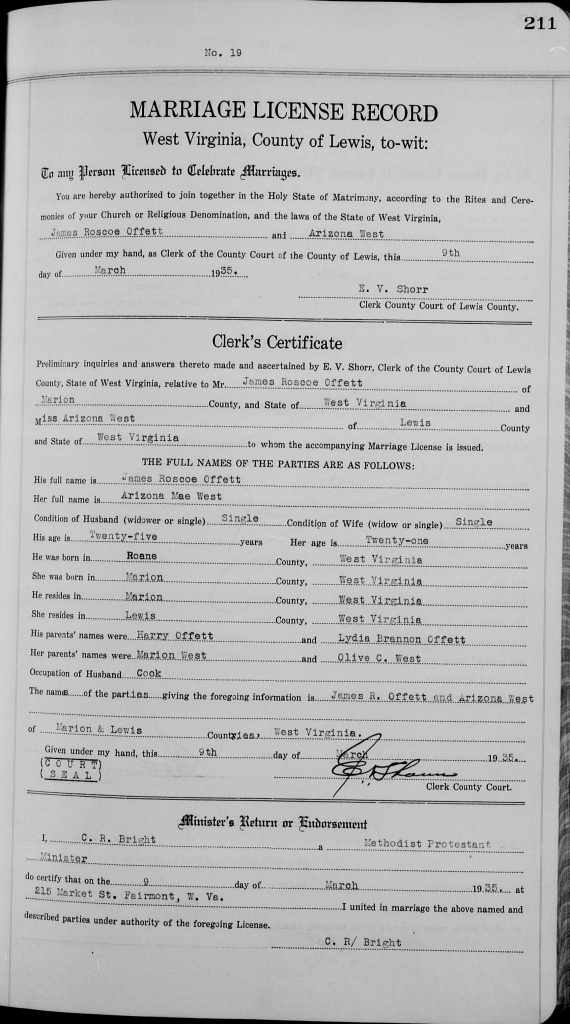 211
No. 19
MARRIAGE LICENSE RECORD
West Virginia, County of Lewis, to-wit:
To any Person Licensed to Celebrate Marriages.
You are hereby authorized to join together in the Holy State of Matrimony, according to the Rites and Cere-
monies of your Church or Religious Denomination, and the laws of the State of West Virginia,
James Roscoe Offett and Arizona West
Given under my hand, as Clerk of the County Court of the County of Lewis, this 9th
day of March 1935.
E. V. Shorr
Clerk County Court of Lewis County.
Clerk's Certificate
Preliminary inquiries and answers thereto made and ascertained by E. V. Shorr, Clerk of the County Court of Lewis
County, State of West Virginia, relative to Mr. James Roscoe Offett of
Marion County, and State of West Virginia and
Miss Arizona West of Lewis County
and State of West Virginia to whom the accompanying Marriage License is issued.
THE FULL NAMES OF THE PARTIES ARE AS FOLLOWS:
His full name is James Roscoe Offett
Her full name is Arizona Mae West
Condition of Husband (widower or single) Single Condition of Wife (widow or single) Single
His age is Twenty-five years Her age is Twenty-one years
He was born in Roane County, West Virginia
She was born in Marion County, West Virginia
He resides in Marion County, West Virginia
She resides in Lewis County, West Virginia
His parents' names were Harry Offett and Lydia Brannon Offett
Her parents' names were Marion West and Olive C. West
Occupation of Husband Cook
The names of the parties giving the foregoing information is James R. Offett and Arizona West
of Marion & Lewis Counties, West Virginia.
Given under my hand, this 9th day of March 1935.
(COURT)
(SEAL)
Clerk County Court.
Minister's Return or Endorsement
I, C. R. Bright a Methodist Protestant
Minister
do certify that on the 9 day of March 1935. at
215 Market St. Fairmont, W. Va. I united in marriage the above named and
described parties under authority of the foregoing License.
C. R/ Bright